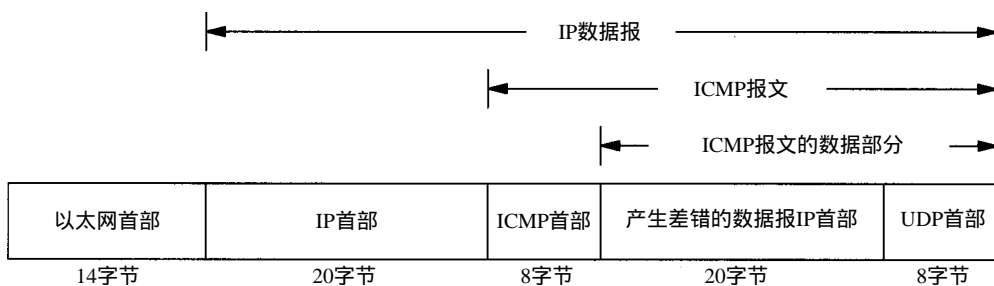 IP数据报
ICMP报文
ICMP报文的数据部分
以太网首部 IP首部 ICMP首部 产生差错的数据报IP首部 UDP首部
14字节 20字节 8字节 20字节 8字节